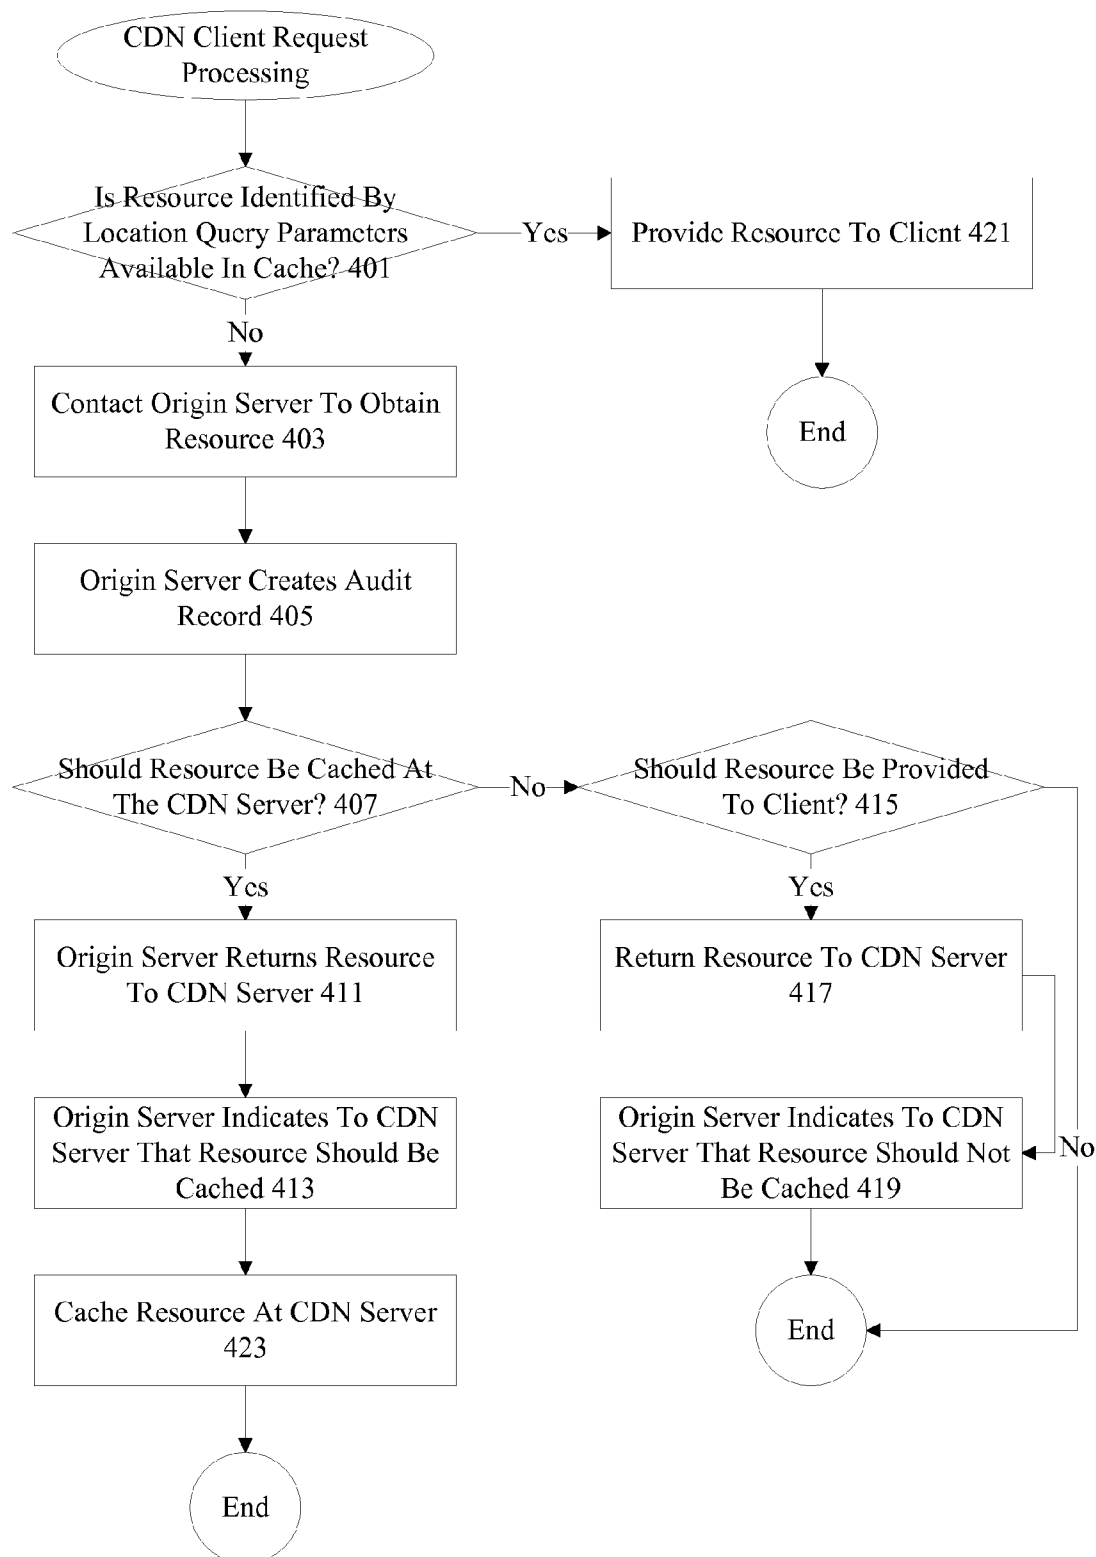 CDN Client Request
Processing
Is Resource Identified By
Location Query Parameters
Available In Cache? 401
Yes
Provide Resource To Client 421
No
End
Contact Origin Server To Obtain
Resource 403
Origin Server Creates Audit
Record 405
Should Resource Be Cached At
The CDN Server? 407
No
Should Resource Be Provided
To Client? 415
Yes
Yes
Origin Server Returns Resource
To CDN Server 411
Return Resource To CDN Server
417
Origin Server Indicates To CDN
Server That Resource Should Be
Cached 413
Origin Server Indicates To CDN
Server That Resource Should Not
Be Cached 419
No
Cache Resource At CDN Server
423
End
End